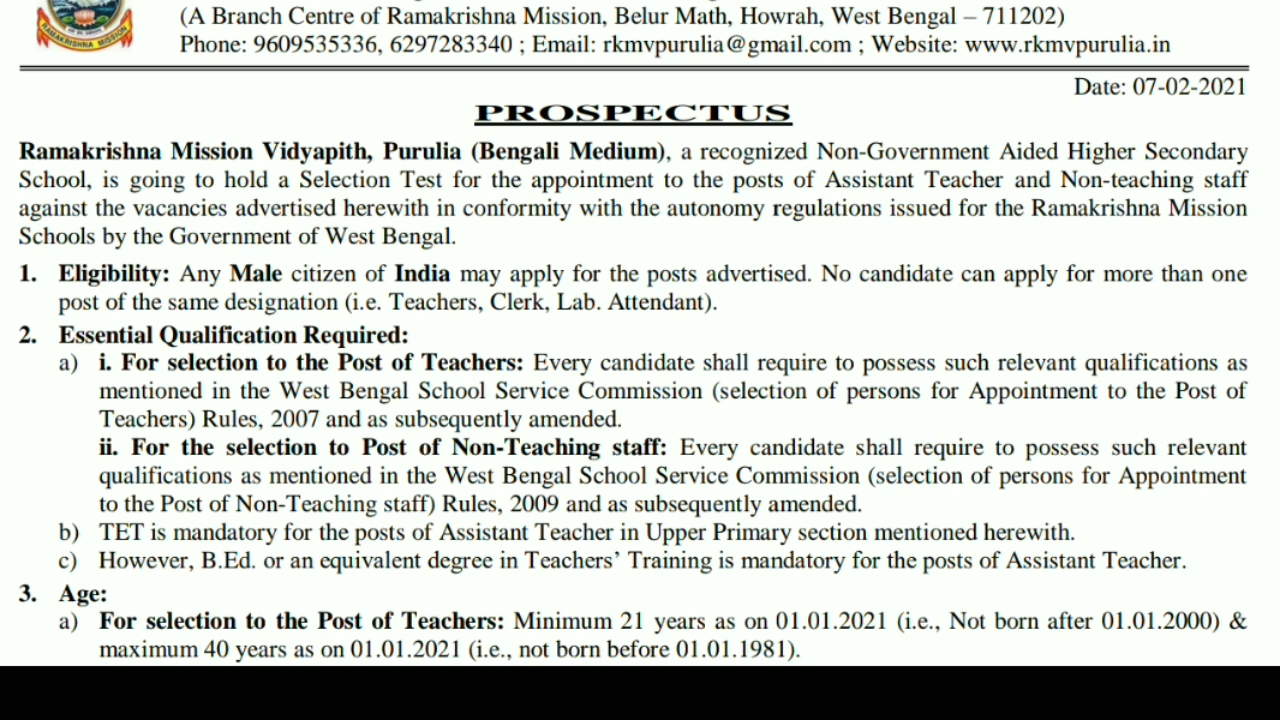 (A Branch Centre of Ramakrishna Mission, Belur Math, Howrah, West Bengal – 711202)
RAMAKRISHNA MISSION
Phone: 9609535336, 6297283340 ; Email: rkmvpurulia@gmail.com ; Website: www.rkmvpurulia.in
Date: 07-02-2021
PROSPECTUS
Ramakrishna Mission Vidyapith, Purulia (Bengali Medium), a recognized Non-Government Aided Higher Secondary
School, is going to hold a Selection Test for the appointment to the posts of Assistant Teacher and Non-teaching staff
against the vacancies advertised herewith in conformity with the autonomy regulations issued for the Ramakrishna Mission
Schools by the Government of West Bengal.
1. Eligibility: Any Male citizen of India may apply for the posts advertised. No candidate can apply for more than one
post of the same designation (i.e. Teachers, Clerk, Lab. Attendant).
2. Essential Qualification Required:
a) i. For selection to the Post of Teachers: Every candidate shall require to possess such relevant qualifications as
mentioned in the West Bengal School Service Commission (selection of persons for Appointment to the Post of
Teachers) Rules, 2007 and as subsequently amended.
ii. For the selection to Post of Non-Teaching staff: Every candidate shall require to possess such relevant
qualifications as mentioned in the West Bengal School Service Commission (selection of persons for Appointment
to the Post of Non-Teaching staff) Rules, 2009 and as subsequently amended.
b) TET is mandatory for the posts of Assistant Teacher in Upper Primary section mentioned herewith.
c) However, B.Ed. or an equivalent degree in Teachers’ Training is mandatory for the posts of Assistant Teacher.
3. Age:
a) For selection to the Post of Teachers: Minimum 21 years as on 01.01.2021 (i.e., Not born after 01.01.2000) &
maximum 40 years as on 01.01.2021 (i.e., not born before 01.01.1981).